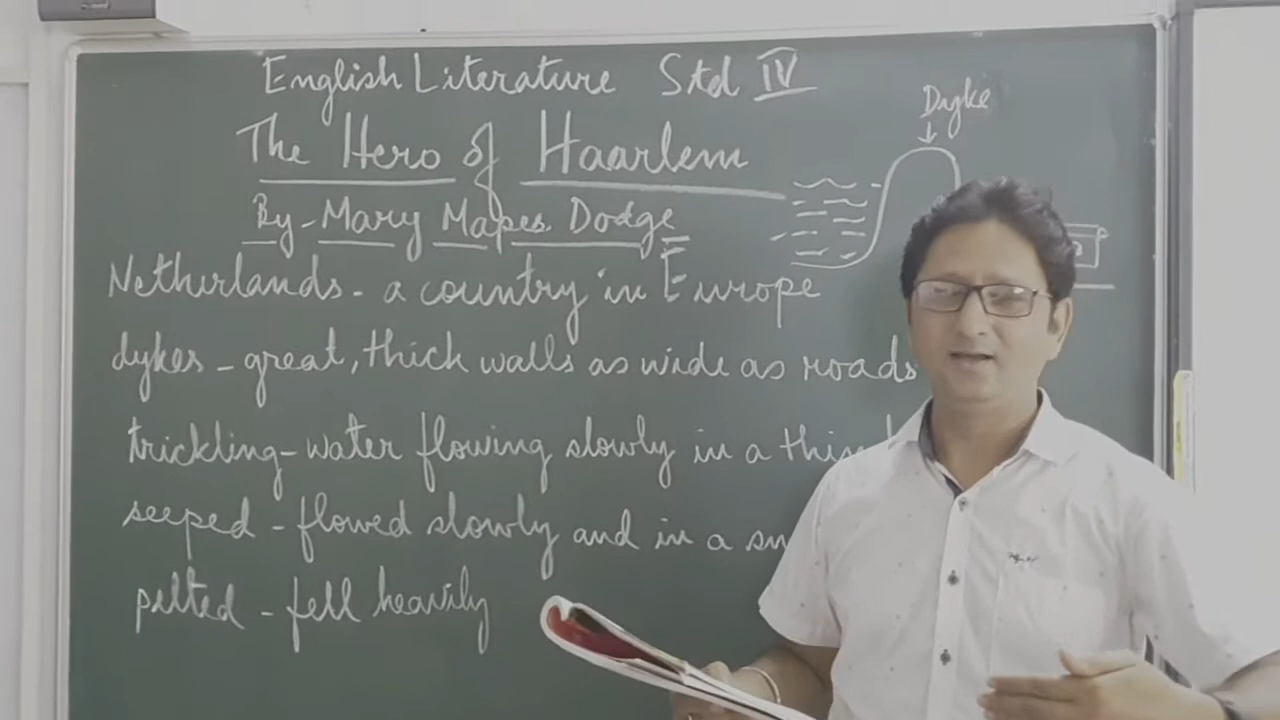 English Literature Std IV
The Hero of Haarlem
By - Mary Mapes Dodge
Dyke
Netherlands - a country in Europe
dykes - great, thick walls as wide as roads
trickling - water flowing slowly in a thin
seeped - flowed slowly and in a
pelted - fell heavily